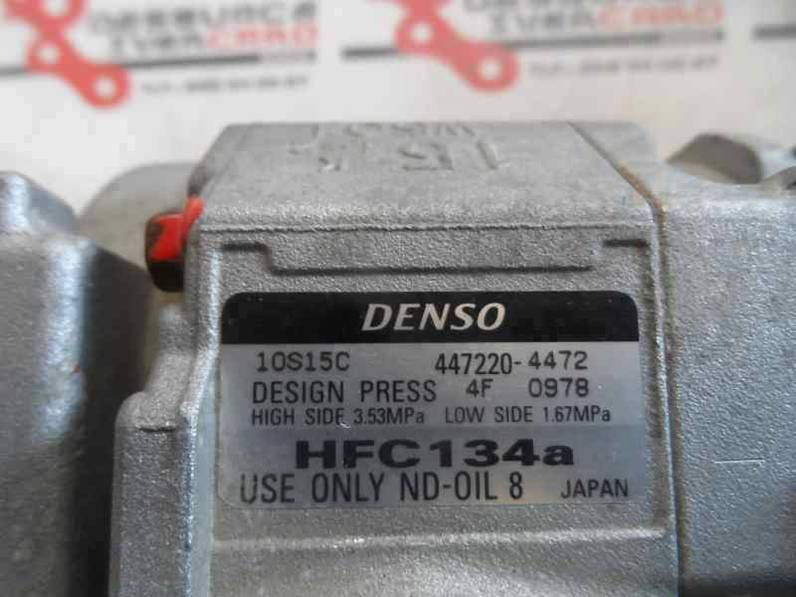 DENSO
10S15C 447220-4472
DESIGN PRESS 4F 0978
HIGH SIDE 3.53MPa LOW SIDE 1.67MPa
HFC134a
USE ONLY ND-OIL 8 JAPAN